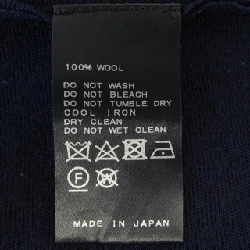 100% WOOL
DO NOT WASH
DO NOT BLEACH
DO NOT TUMBLE DRY
COOL IRON
DRY CLEAN
DO NOT WET CLEAN
F W
MADE IN JAPAN